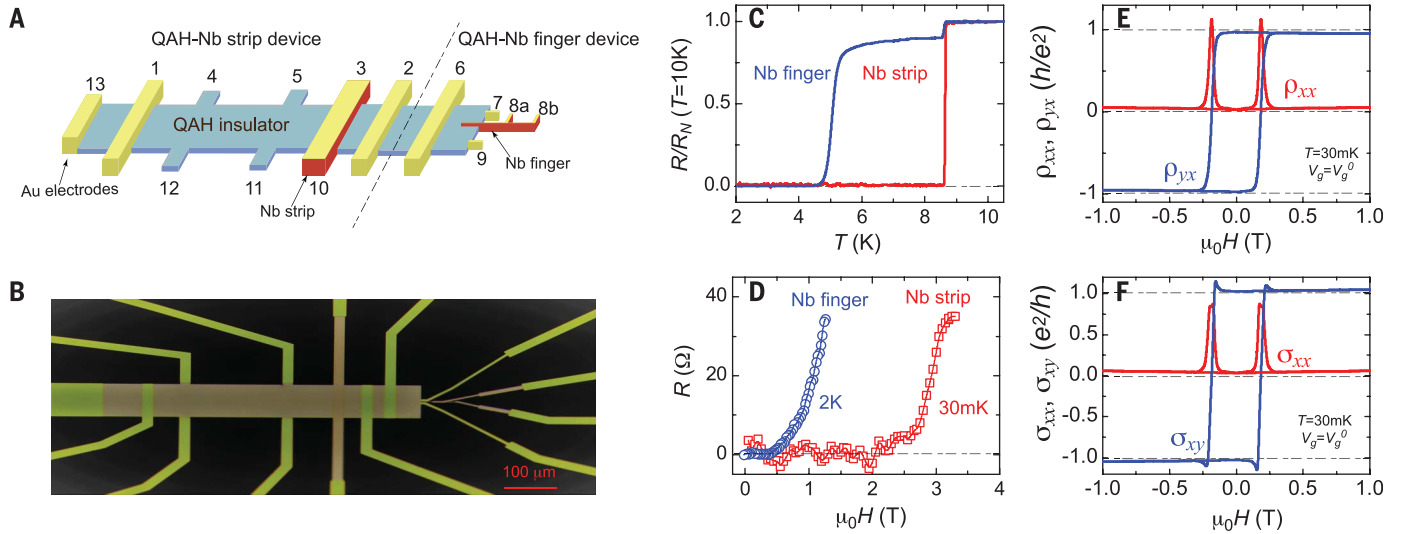 A
QAH-Nb strip device
QAH-Nb finger device
13
1
4
5
3
2
6
7
8a
8b
QAH insulator
9
Nb finger
Au electrodes
12
11
10
Nb strip
B
100 μm
C
1.0
0.5
0.0
R/R_N (T=10K)
Nb finger
Nb strip
2
4
6
8
10
T (K)
D
40
20
0
R (Ω)
Nb finger
Nb strip
2K
30mK
0
1
2
3
4
μ₀H (T)
E
1
0
-1
ρxx, ρyx (h/e²)
ρxx
ρyx
T=30mK
V_g=V_g⁰
-1.0
-0.5
0.0
0.5
1.0
μ₀H (T)
F
1.0
0.5
0.0
-0.5
-1.0
σxx, σxy (e²/h)
σxx
σxy
T=30mK
V_g=V_g⁰
-1.0
-0.5
0.0
0.5
1.0
μ₀H (T)